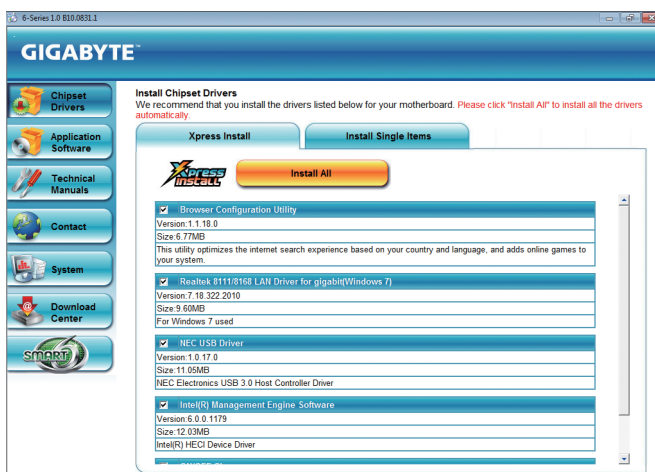 6-Series 1.0 B10.0831.1
GIGABYTE™
Chipset
Drivers
Application
Software
Technical
Manuals
Contact
System
Download
Center
SMART
Install Chipset Drivers
We recommend that you install the drivers listed below for your motherboard. Please click "Install All" to install all the drivers
automatically.
Xpress Install
Install Single Items
Xpress
Install
Install All
Browser Configuration Utility
Version:1.1.18.0
Size:6.77MB
This utility optimizes the internet search experience based on your country and language, and adds online games to
your system.
Realtek 8111/8168 LAN Driver for gigabit(Windows 7)
Version:7.18.322.2010
Size:9.60MB
For Windows 7 used
NEC USB Driver
Version:1.0.17.0
Size:11.05MB
NEC Electronics USB 3.0 Host Controller Driver
Intel(R) Management Engine Software
Version:6.0.0.1179
Size:12.03MB
Intel(R) HECI Device Driver